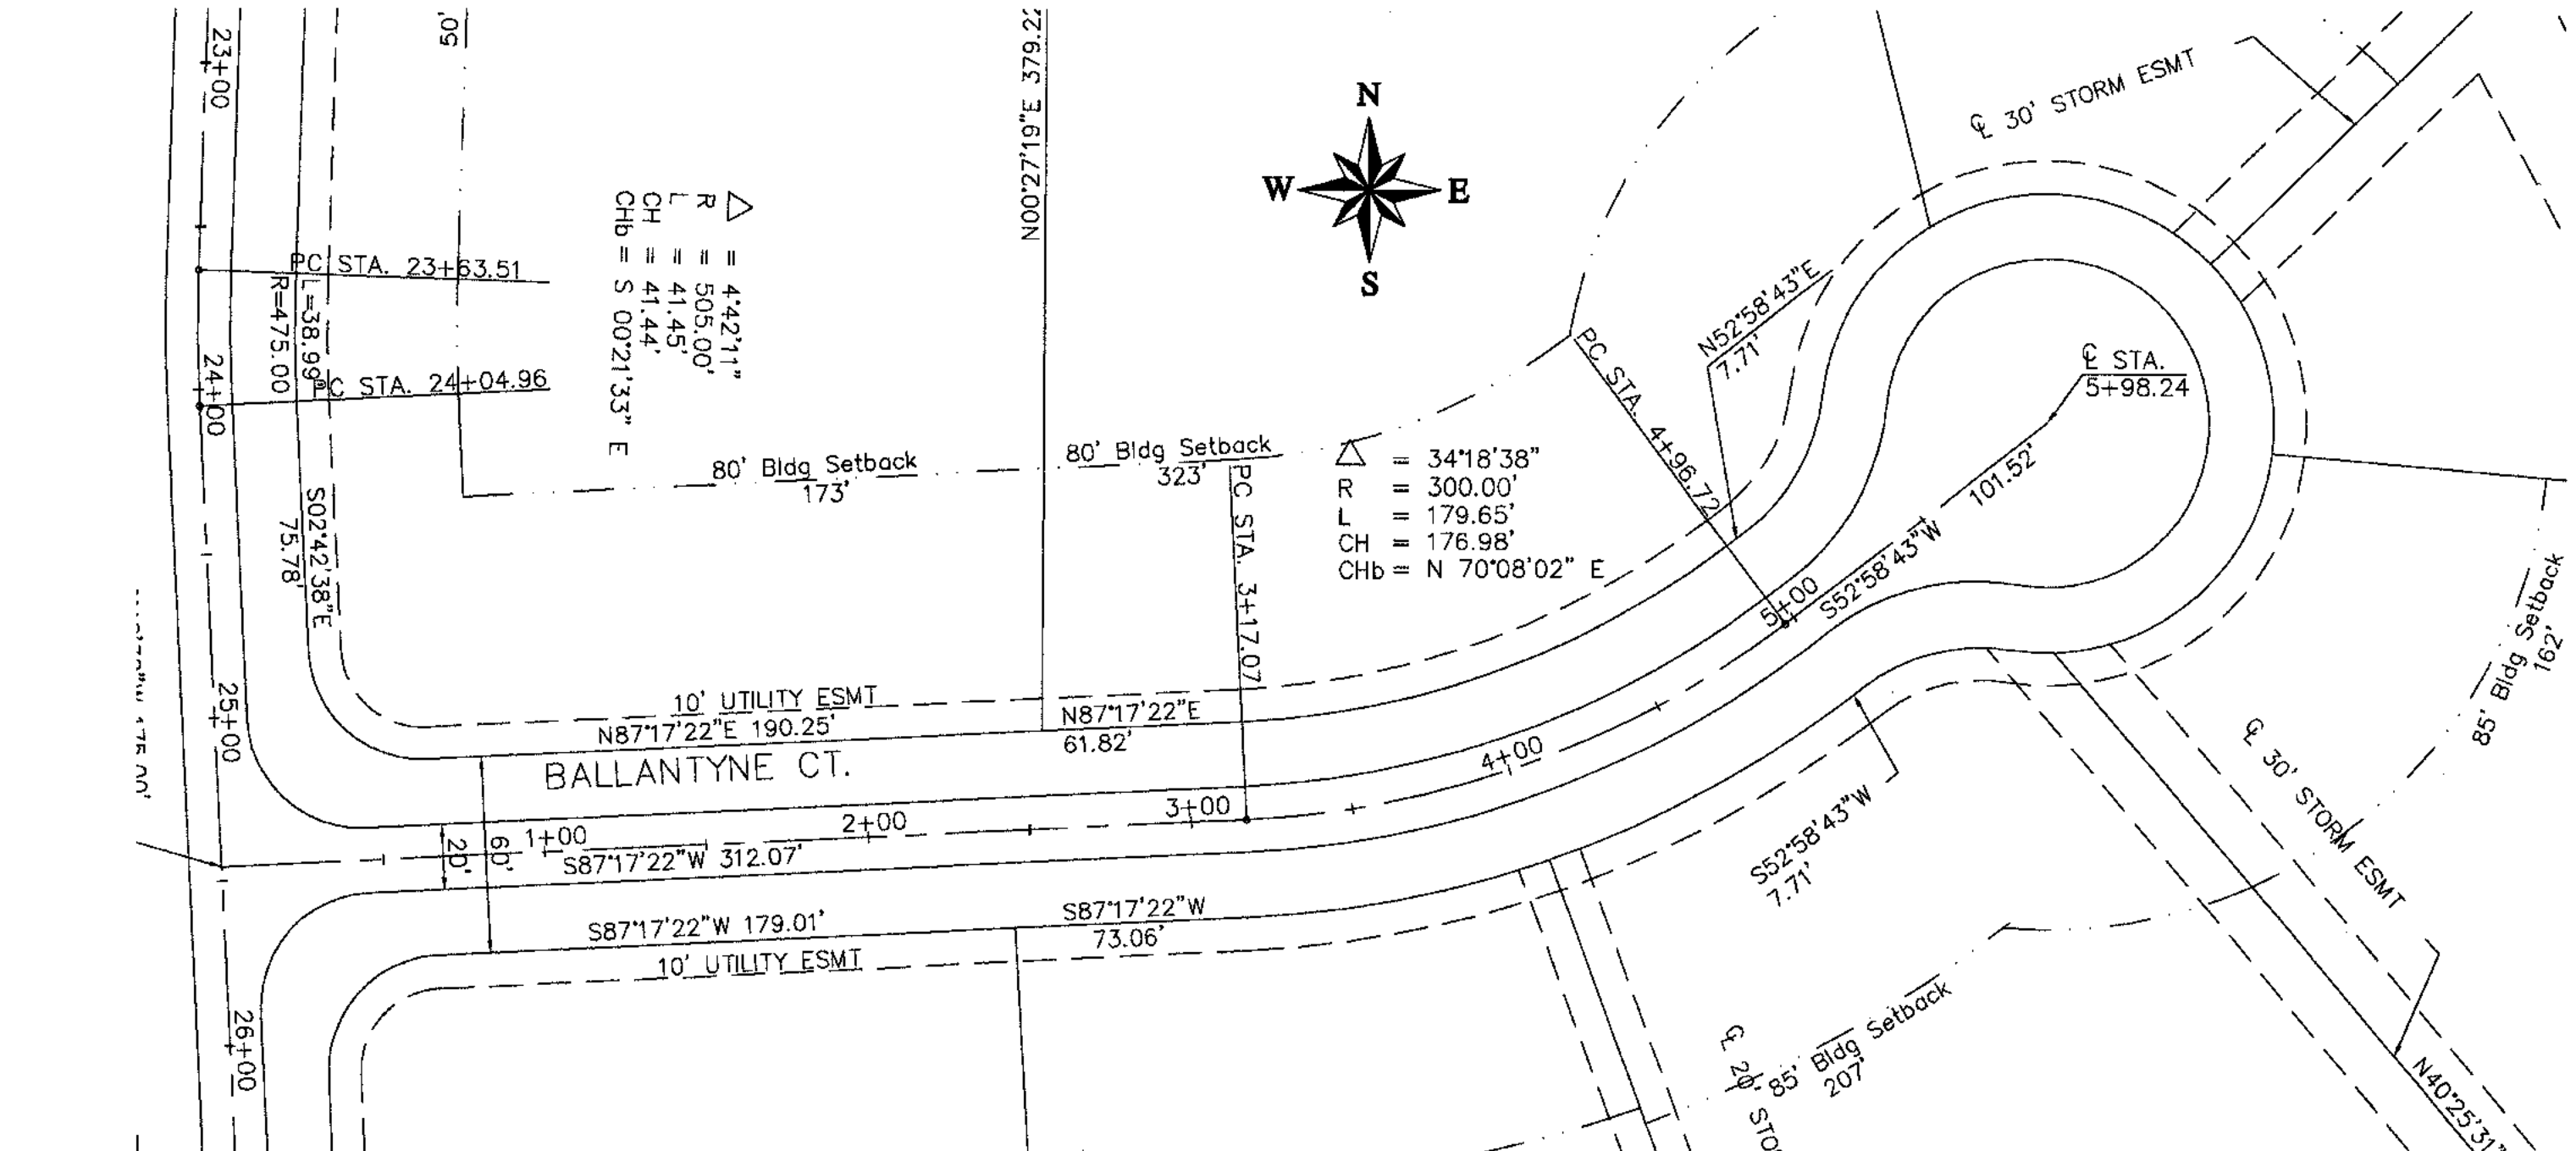 23+00
50'
N00°27'19"E 379.2
△ = 4°42'11"
R = 505.00'
L = 41.45'
CH = 41.44'
CHb = S 00°21'33" E
PC STA. 23+63.51
L=38.99'
R=475.00
24+00
PC STA. 24+04.96
S02°42'38"E
75.78'
25+00
26+00
175.00'
80' Bldg Setback
173'
80' Bldg Setback
323'
N
W
E
S
PC STA. 3+17.07
△ = 34°18'38"
R = 300.00'
L = 179.65'
CH = 176.98'
CHb = N 70°08'02" E
PC STA. 4+96.72
N52°58'43"E
7.71'
℄ 30' STORM ESMT
℄ STA.
5+98.24
101.52'
S52°58'43"W
5+00
10' UTILITY ESMT
N87°17'22"E 190.25'
N87°17'22"E
61.82'
BALLANTYNE CT.
20'
60'
1+00
2+00
3+00
4+00
S87°17'22"W 312.07'
S87°17'22"W 179.01'
S87°17'22"W
73.06'
10' UTILITY ESMT
S52°58'43"W
7.71'
85' Bldg Setback
162'
℄ 30' STORM ESMT
N40°25'31"
85' Bldg Setback
207'
℄ 20' STO